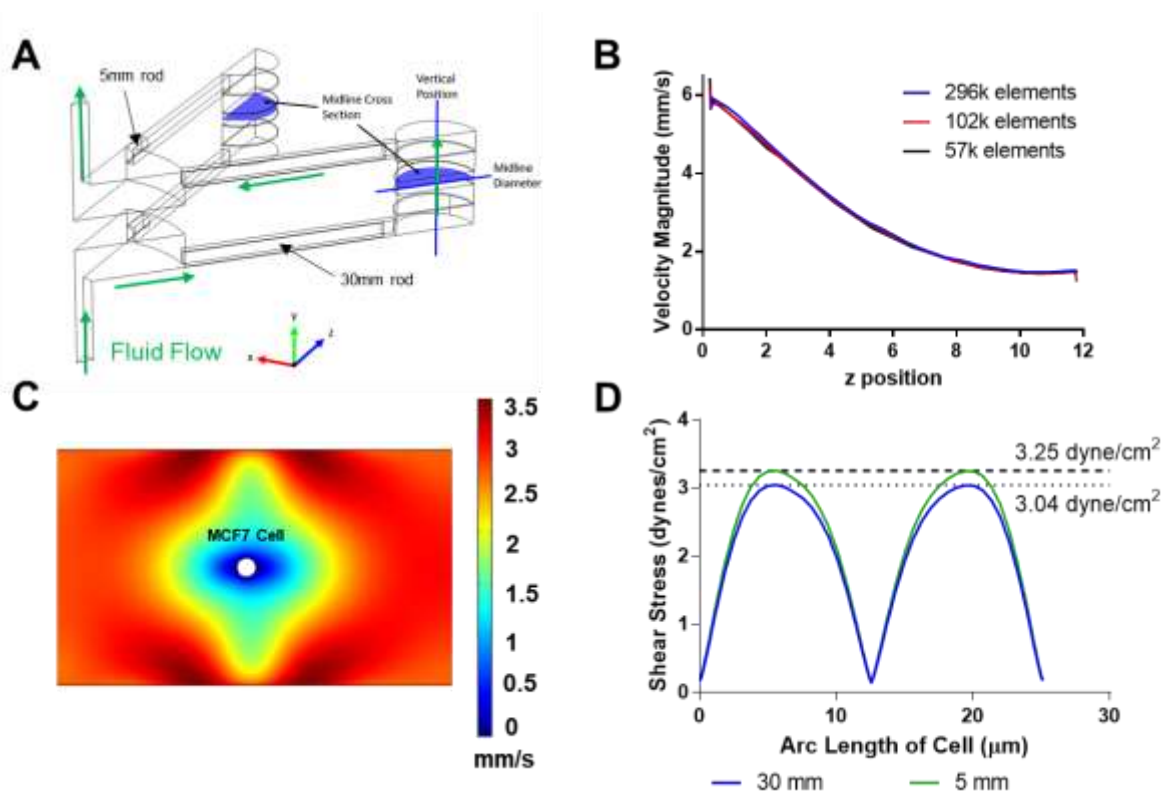 A
5mm rod
Midline Cross
Section
Vertical
Position
Midline
Diameter
30mm rod
Fluid Flow
x
y
z
B
Velocity Magnitude (mm/s)
6
4
2
0
0
2
4
6
8
10
12
z position
296k elements
102k elements
57k elements
C
MCF7 Cell
3.5
3
2.5
2
1.5
1
0.5
0
mm/s
D
Shear Stress (dynes/cm²)
4
3
2
1
0
0
10
20
30
3.25 dyne/cm²
3.04 dyne/cm²
Arc Length of Cell (μm)
30 mm
5 mm